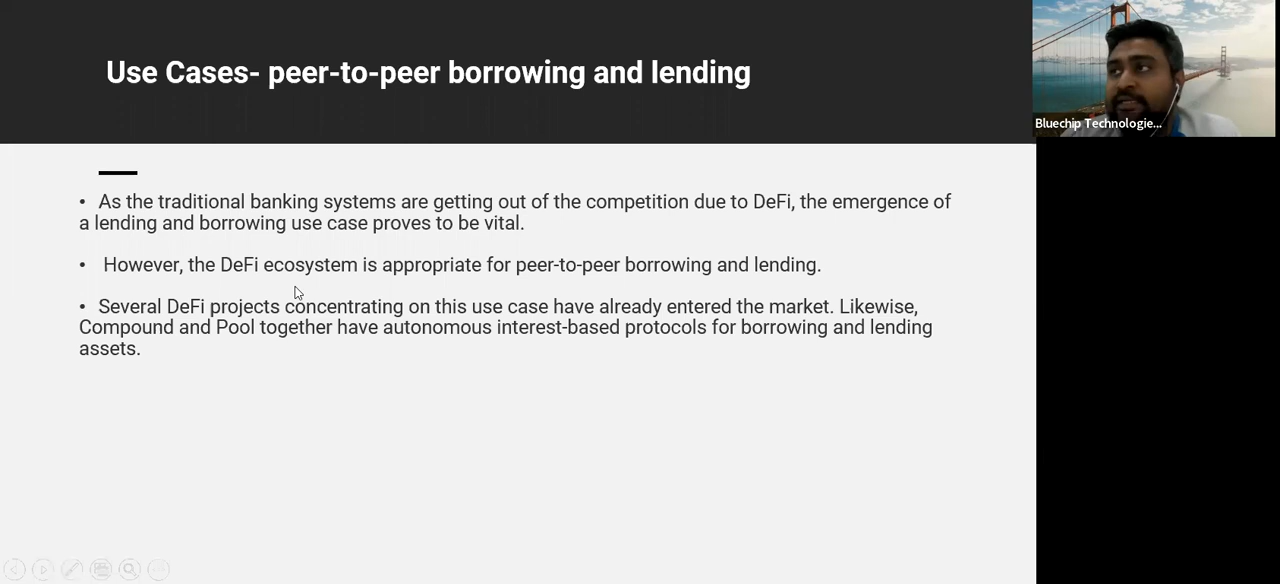 Use Cases- peer-to-peer borrowing and lending
Bluechip Technologie...
• As the traditional banking systems are getting out of the competition due to DeFi, the emergence of
a lending and borrowing use case proves to be vital.
• However, the DeFi ecosystem is appropriate for peer-to-peer borrowing and lending.
• Several DeFi projects concentrating on this use case have already entered the market. Likewise,
Compound and Pool together have autonomous interest-based protocols for borrowing and lending
assets.